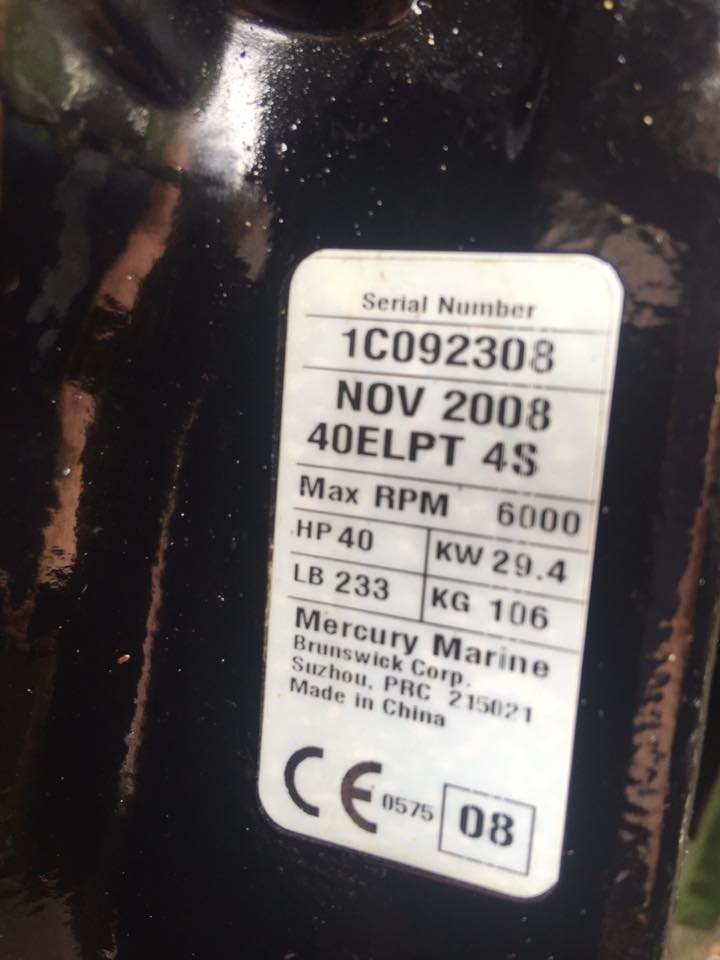 Serial Number
1C092308
NOV 2008
40ELPT 4S
Max RPM 6000
HP 40 KW 29.4
LB 233 KG 106
Mercury Marine
Brunswick Corp.
Suzhou, PRC 215021
Made in China
CE 0575 08